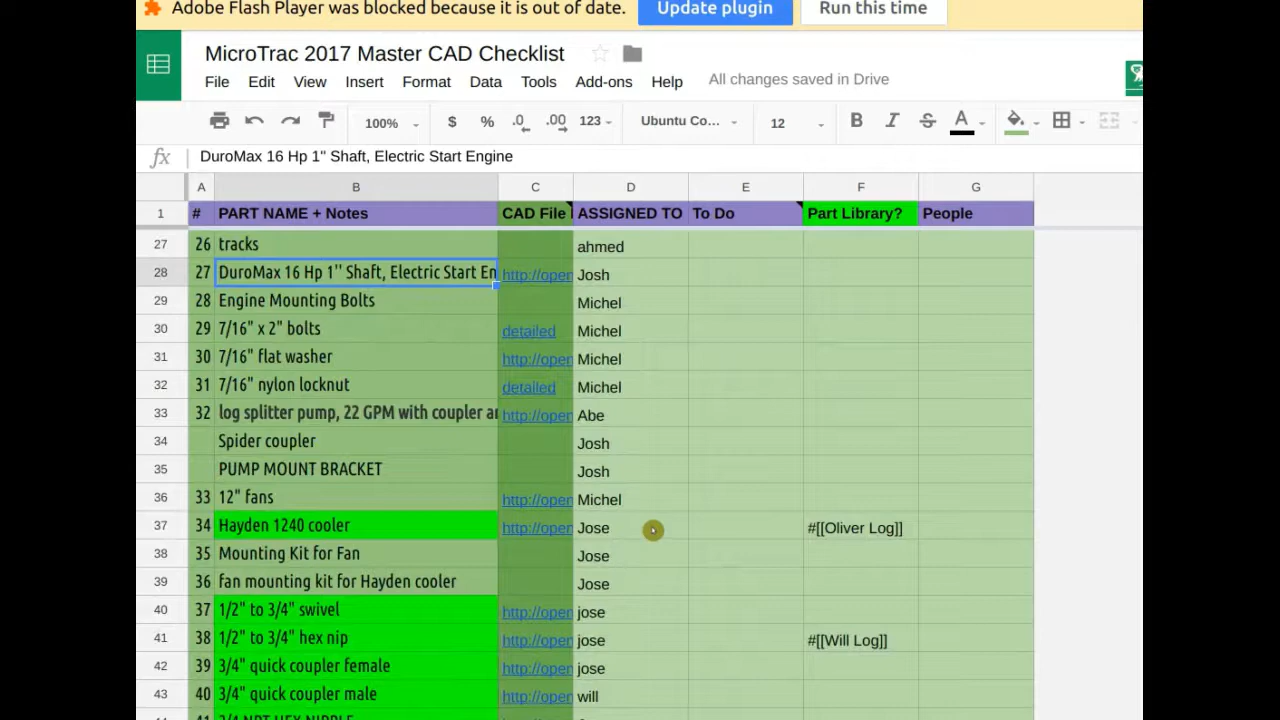 Adobe Flash Player was blocked because it is out of date. Update plugin Run this time
MicroTrac 2017 Master CAD Checklist
File Edit View Insert Format Data Tools Add-ons Help All changes saved in Drive
100% $ % .0 .00 123 Ubuntu Co... 12 B I S A
fx DuroMax 16 Hp 1" Shaft, Electric Start Engine
A B C D E F G
1 # PART NAME + Notes CAD File ASSIGNED TO To Do Part Library? People
27 26 tracks ahmed
28 27 DuroMax 16 Hp 1" Shaft, Electric Start En http://open Josh
29 28 Engine Mounting Bolts Michel
30 29 7/16" x 2" bolts detailed Michel
31 30 7/16" flat washer http://open Michel
32 31 7/16" nylon locknut detailed Michel
33 32 log splitter pump, 22 GPM with coupler an http://open Abe
34 Spider coupler Josh
35 PUMP MOUNT BRACKET Josh
36 33 12" fans http://open Michel
37 34 Hayden 1240 cooler http://open Jose #[[Oliver Log]]
38 35 Mounting Kit for Fan Jose
39 36 fan mounting kit for Hayden cooler Jose
40 37 1/2" to 3/4" swivel http://open jose
41 38 1/2" to 3/4" hex nip http://open jose #[[Will Log]]
42 39 3/4" quick coupler female http://open jose
43 40 3/4" quick coupler male http://open will